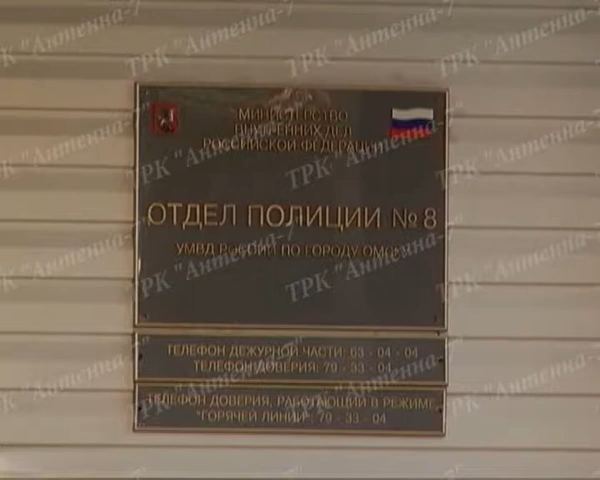 МИНИСТЕРСТВО
ВНУТРЕННИХ ДЕЛ
РОССИЙСКОЙ ФЕДЕРАЦИИ
ОТДЕЛ ПОЛИЦИИ № 8
УМВД РОССИИ ПО ГОРОДУ ОМСКУ
ТЕЛЕФОН ДЕЖУРНОЙ ЧАСТИ: 63 - 04 - 04
ТЕЛЕФОН ДОВЕРИЯ: 79 - 33 - 04
ТЕЛЕФОН ДОВЕРИЯ, РАБОТАЮЩИЙ В РЕЖИМЕ
"ГОРЯЧЕЙ ЛИНИИ": 79 - 33 - 04
ТРК "Антенна-7"